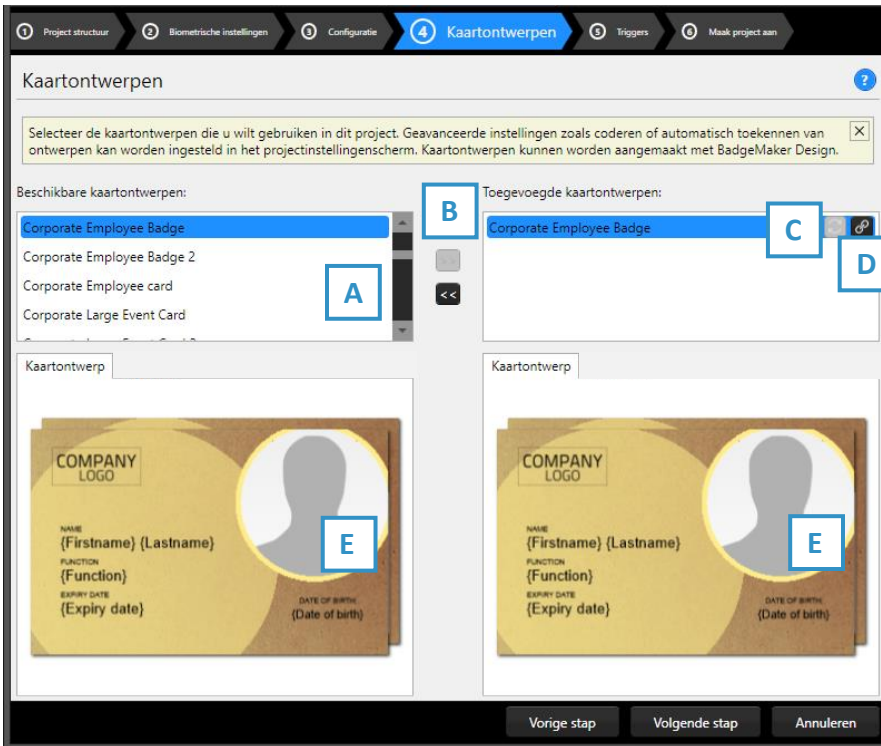 1 Project structuur 2 Biometrische instellingen 3 Configuratie 4 Kaartontwerpen 5 Triggers 6 Maak project aan
Kaartontwerpen ?
Selecteer de kaartontwerpen die u wilt gebruiken in dit project. Geavanceerde instellingen zoals coderen of automatisch toekennen van
ontwerpen kan worden ingesteld in het projectinstellingenscherm. Kaartontwerpen kunnen worden aangemaakt met BadgeMaker Design.
Beschikbare kaartontwerpen:
Corporate Employee Badge
Corporate Employee Badge 2
Corporate Employee card
Corporate Large Event Card
A
B
>>
<<
Toegevoegde kaartontwerpen:
Corporate Employee Badge
C
D
Kaartontwerp
COMPANY
LOGO
NAME
{Firstname} {Lastname}
FUNCTION
{Function}
EXPIRY DATE
{Expiry date}
DATE OF BIRTH
{Date of birth}
E
Kaartontwerp
COMPANY
LOGO
NAME
{Firstname} {Lastname}
FUNCTION
{Function}
EXPIRY DATE
{Expiry date}
DATE OF BIRTH
{Date of birth}
E
Vorige stap Volgende stap Annuleren